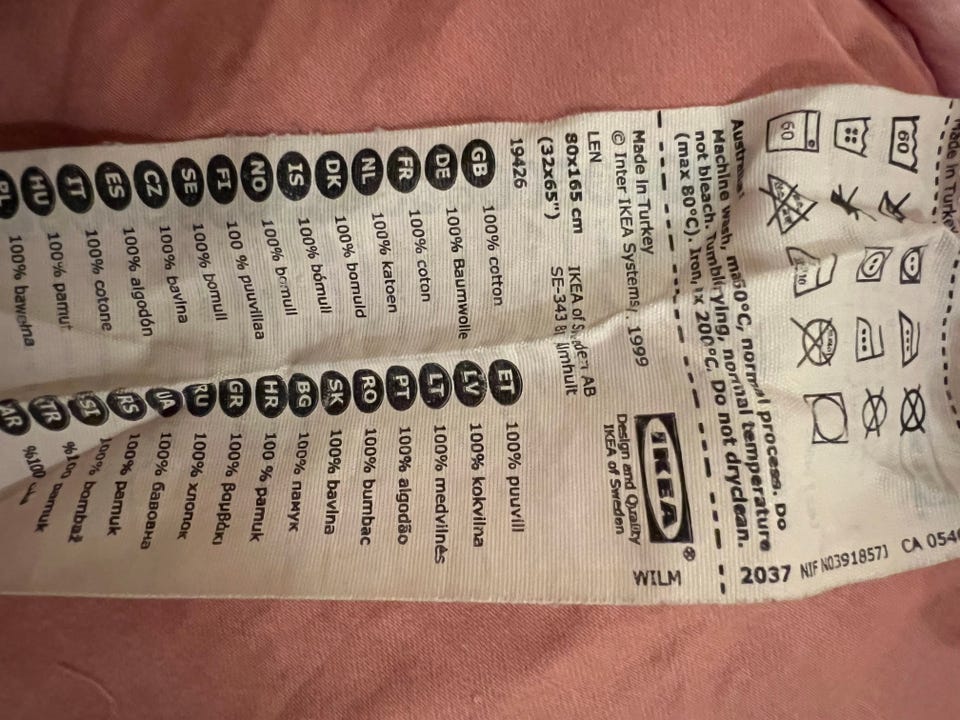 Made in Turkey
CA
NIF N0391857J
60
60
2037
Machine wash, 60°C, normal process. Do
not bleach. drying, normal temperature
(max 80°C). Iron, 200°C. Do not dryclean.
IKEA®
Design and Quality
IKEA of Sweden
WILM
Made in Turkey
© Inter IKEA Systems 1999
LEN
80x165 cm
(32x65")
IKEA of Sweden AB
SE-343 81 Älmhult
19426
GB 100% cotton
DE 100% Baumwolle
FR 100% coton
NL 100% katoen
DK 100% bomuld
IS 100% bómull
NO 100% bomull
FI 100 % puuvillaa
SE 100% bomull
CZ 100% bavlna
ES 100% algodón
IT 100% cotone
HU 100% pamut
PL 100% bawełna
ET 100% puuvill
LV 100% kokvilna
LT 100% medvilnės
PT 100% algodão
RO 100% bumbac
SK 100% bavlna
BG 100% памук
HR 100 % pamuk
GR 100% βαμβάκι
RU 100% хлопок
UA 100% бавовна
RS 100% pamuk
SI 100% bombaž
TR %100 pamuk
AR